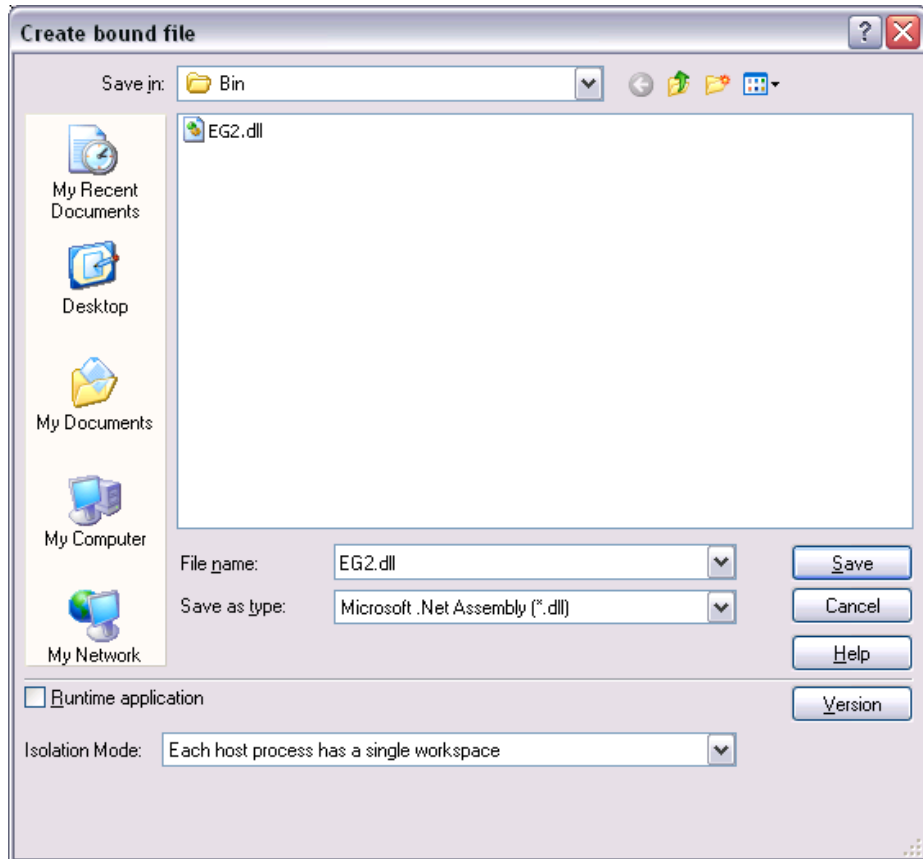 Create bound file
Save in:
Bin
EG2.dll
My Recent
Documents
Desktop
My Documents
My Computer
My Network
File name:
EG2.dll
Save
Save as type:
Microsoft .Net Assembly (*.dll)
Cancel
Help
Runtime application
Version
Isolation Mode:
Each host process has a single workspace